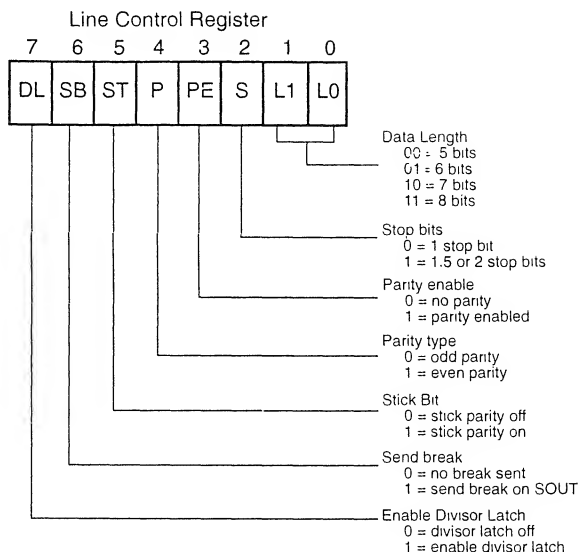 Line Control Register
7 6 5 4 3 2 1 0
DL SB ST P PE S L1 L0
Data Length
00 = 5 bits
01 = 6 bits
10 = 7 bits
11 = 8 bits
Stop bits
0 = 1 stop bit
1 = 1.5 or 2 stop bits
Parity enable
0 = no parity
1 = parity enabled
Parity type
0 = odd parity
1 = even parity
Stick Bit
0 = stick parity off
1 = stick parity on
Send break
0 = no break sent
1 = send break on SOUT
Enable Divisor Latch
0 = divisor latch off
1 = enable divisor latch